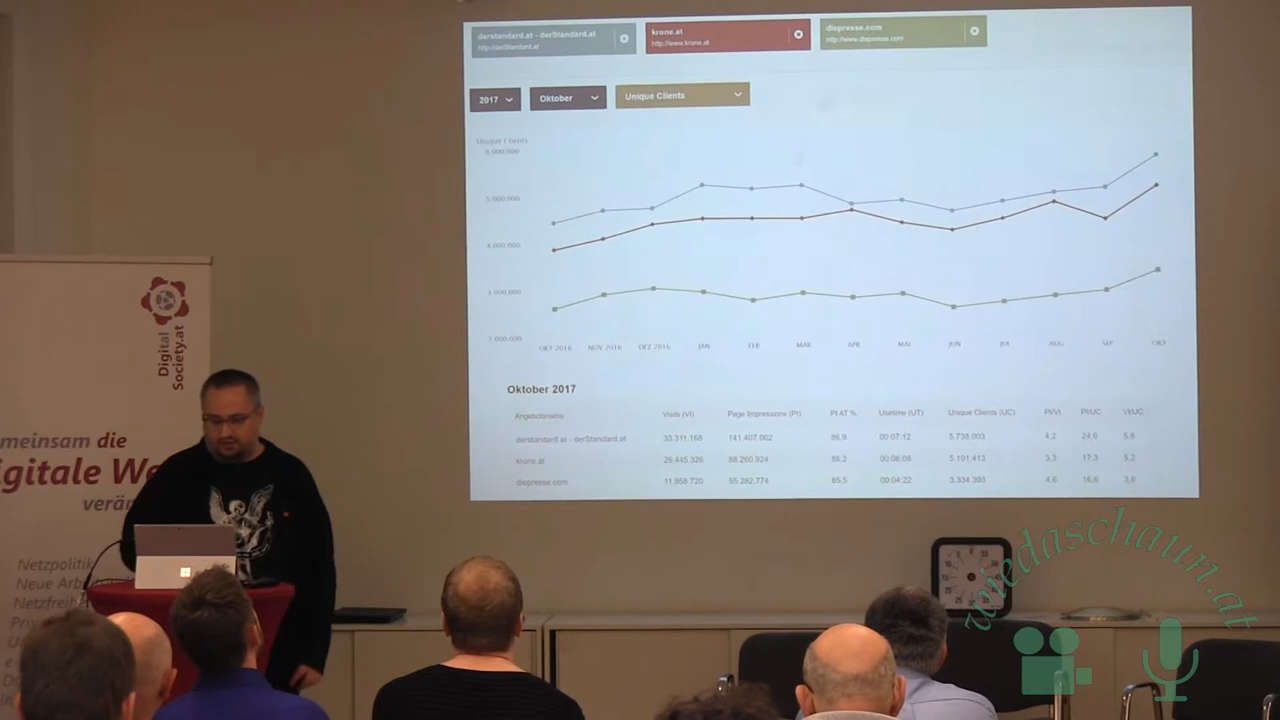 derstandard.at - derStandard.at
http://derStandard.at
krone.at
http://www.krone.at
diepresse.com
http://www.diepresse.com
2017
Oktober
Unique Clients
Unique Clients
6,000,000
5,000,000
4,000,000
3,000,000
2,000,000
OKT 2016 NOV 2016 DEZ 2016 JAN FEB MAR APR MAI JUN JUL AUG SEP OKT
Oktober 2017
Angebotsname Visits (VI) Page Impressions (PI) PI AT % Usetime (UT) Unique Clients (UC) PI/VI PI/UC VI/UC
derstandard.at - derStandard.at 33.311.168 141.407.062 86,9 00:07:12 5.738.003 4,2 24,6 5,8
krone.at 26.445.326 88.260.924 86,2 00:06:08 5.101.413 3,3 17,3 5,2
diepresse.com 11.958.720 55.282.774 85,5 00:04:22 3.334.393 4,6 16,6 3,6
Digital
Society.at
meinsam die
igitale We
verän
Netzpolitik
Neue Arb
Netzfreihe
wiedaschaun.at